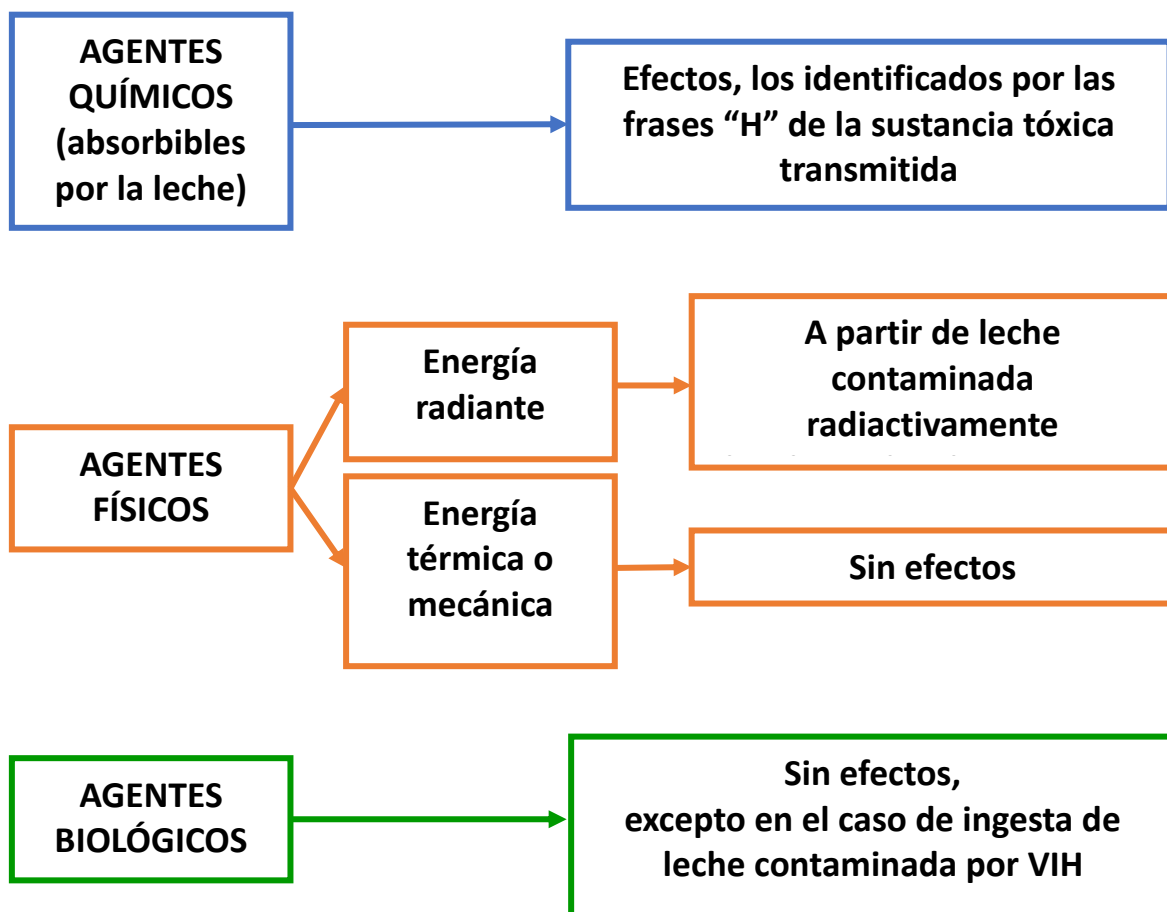 AGENTES
QUÍMICOS
(absorbibles
por la leche)
Efectos, los identificados por las
frases “H” de la sustancia tóxica
transmitida
AGENTES
FÍSICOS
Energía
radiante
A partir de leche
contaminada
radiactivamente
Energía
térmica o
mecánica
Sin efectos
AGENTES
BIOLÓGICOS
Sin efectos,
excepto en el caso de ingesta de
leche contaminada por VIH